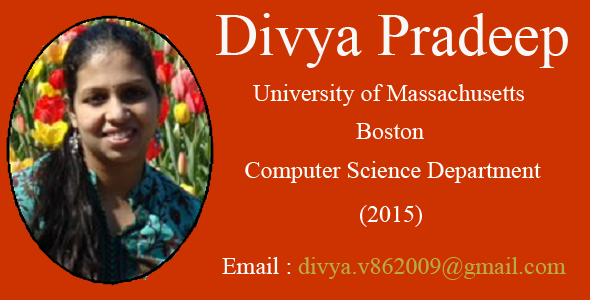 Divya Pradeep
University of Massachusetts
Boston
Computer Science Department
(2015)
Email : divya.v862009@gmail.com